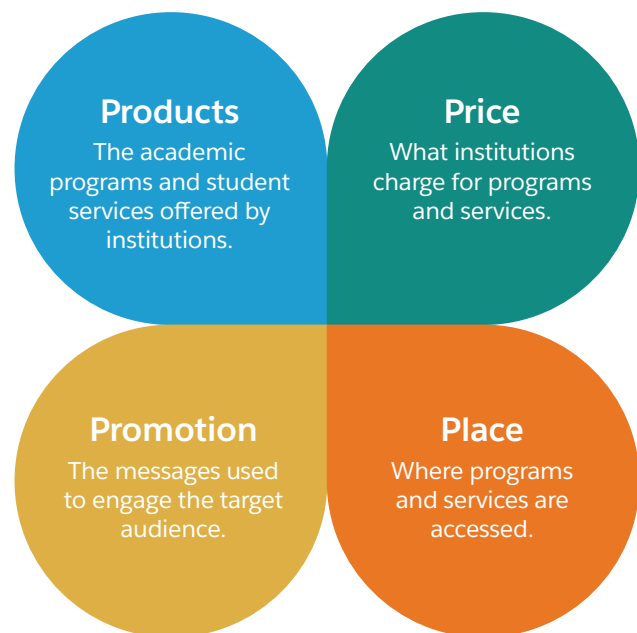 Products
The academic
programs and student
services offered by
institutions.
Price
What institutions
charge for programs
and services.
Promotion
The messages used
to engage the target
audience.
Place
Where programs
and services are
accessed.